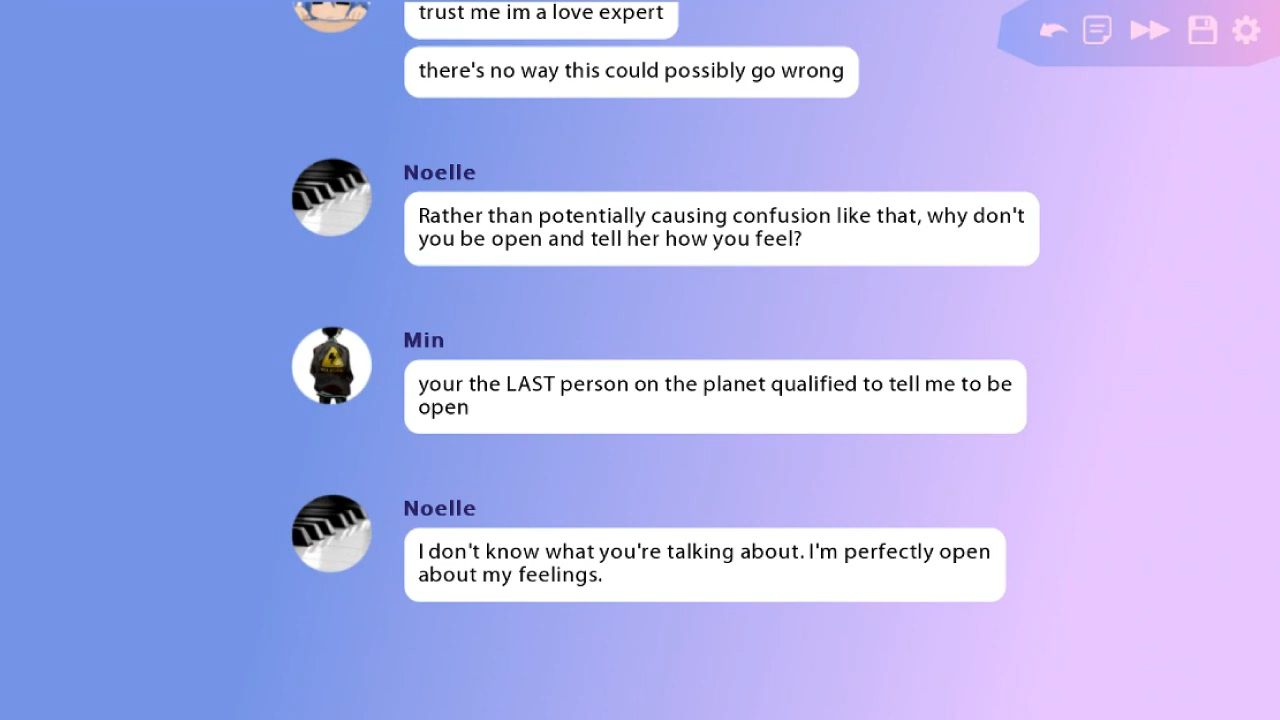 trust me im a love expert
there's no way this could possibly go wrong
Noelle
Rather than potentially causing confusion like that, why don't
you be open and tell her how you feel?
Min
your the LAST person on the planet qualified to tell me to be
open
Noelle
I don't know what you're talking about. I'm perfectly open
about my feelings.